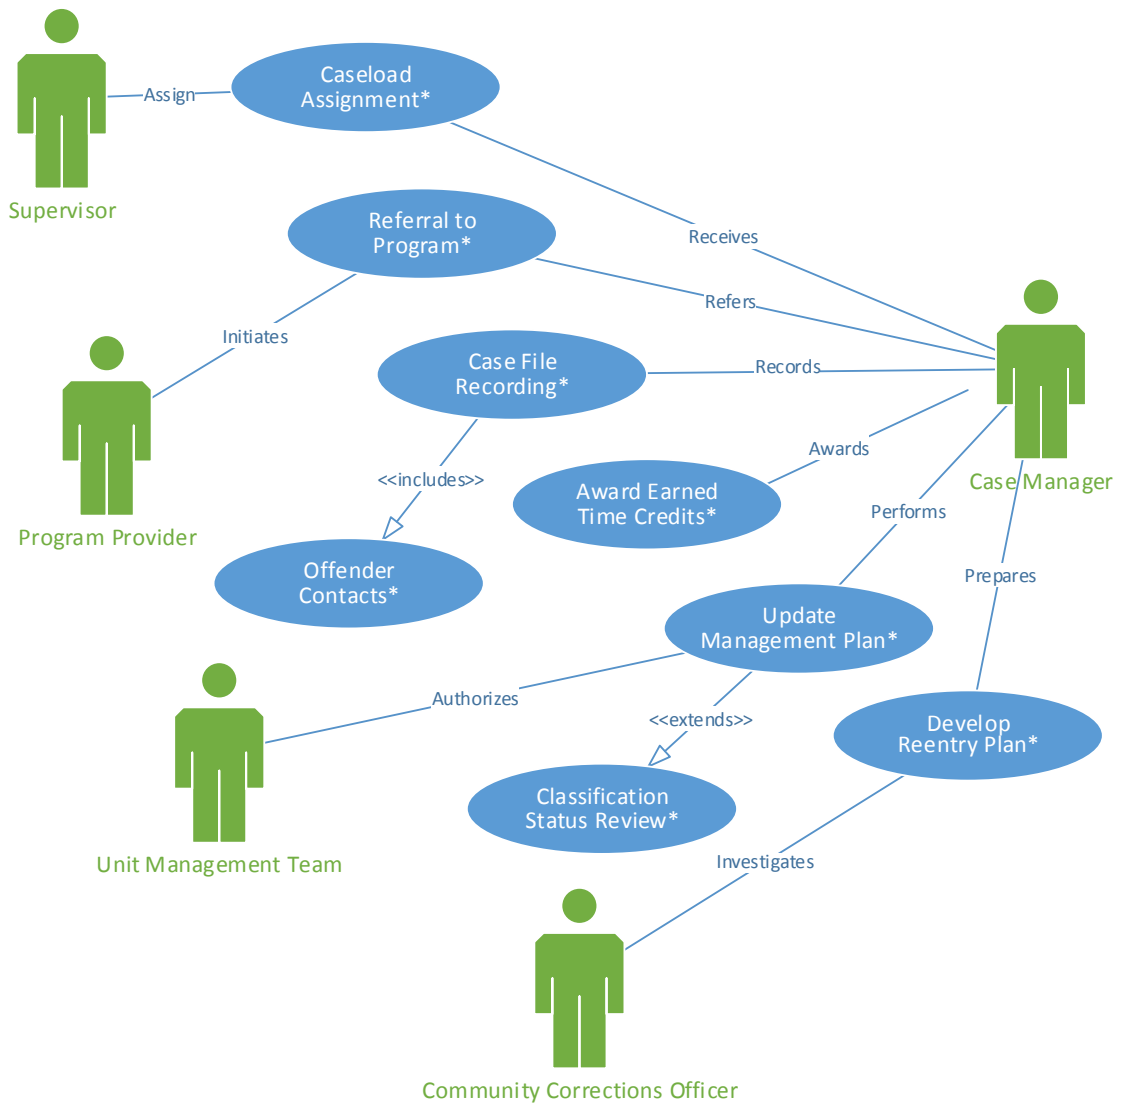 Caseload
Assignment*
Assign
Supervisor
Referral to
Program*
Receives
Refers
Initiates
Case File
Recording*
Records
Awards
<<includes>>
Award Earned
Time Credits*
Case Manager
Performs
Program Provider
Offender
Contacts*
Prepares
Update
Management Plan*
Authorizes
<<extends>>
Develop
Reentry Plan*
Classification
Status Review*
Unit Management Team
Investigates
Community Corrections Officer